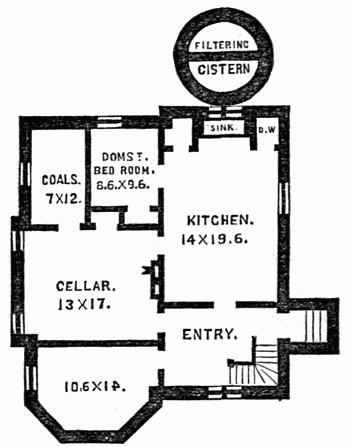 FILTERING
CISTERN
SINK.
D.W
DOMST.
BED ROOM.
8.6.X9.6.
COALS.
7X12.
KITCHEN.
14X19.6.
CELLAR.
13X17.
ENTRY.
10.6X14.